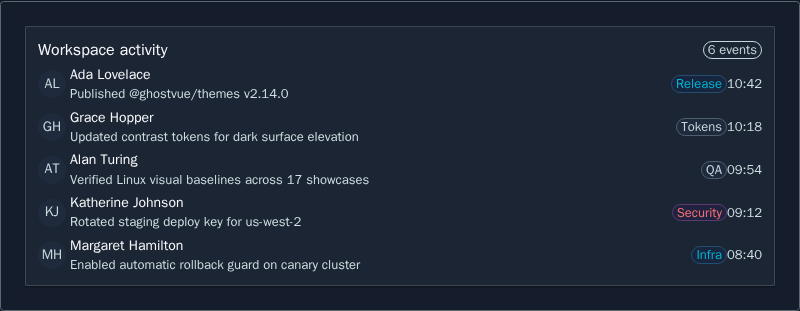 Workspace activity 6 events
AL Ada Lovelace Release 10:42
Published @ghostvue/themes v2.14.0
GH Grace Hopper Tokens 10:18
Updated contrast tokens for dark surface elevation
AT Alan Turing QA 09:54
Verified Linux visual baselines across 17 showcases
KJ Katherine Johnson Security 09:12
Rotated staging deploy key for us-west-2
MH Margaret Hamilton Infra 08:40
Enabled automatic rollback guard on canary cluster